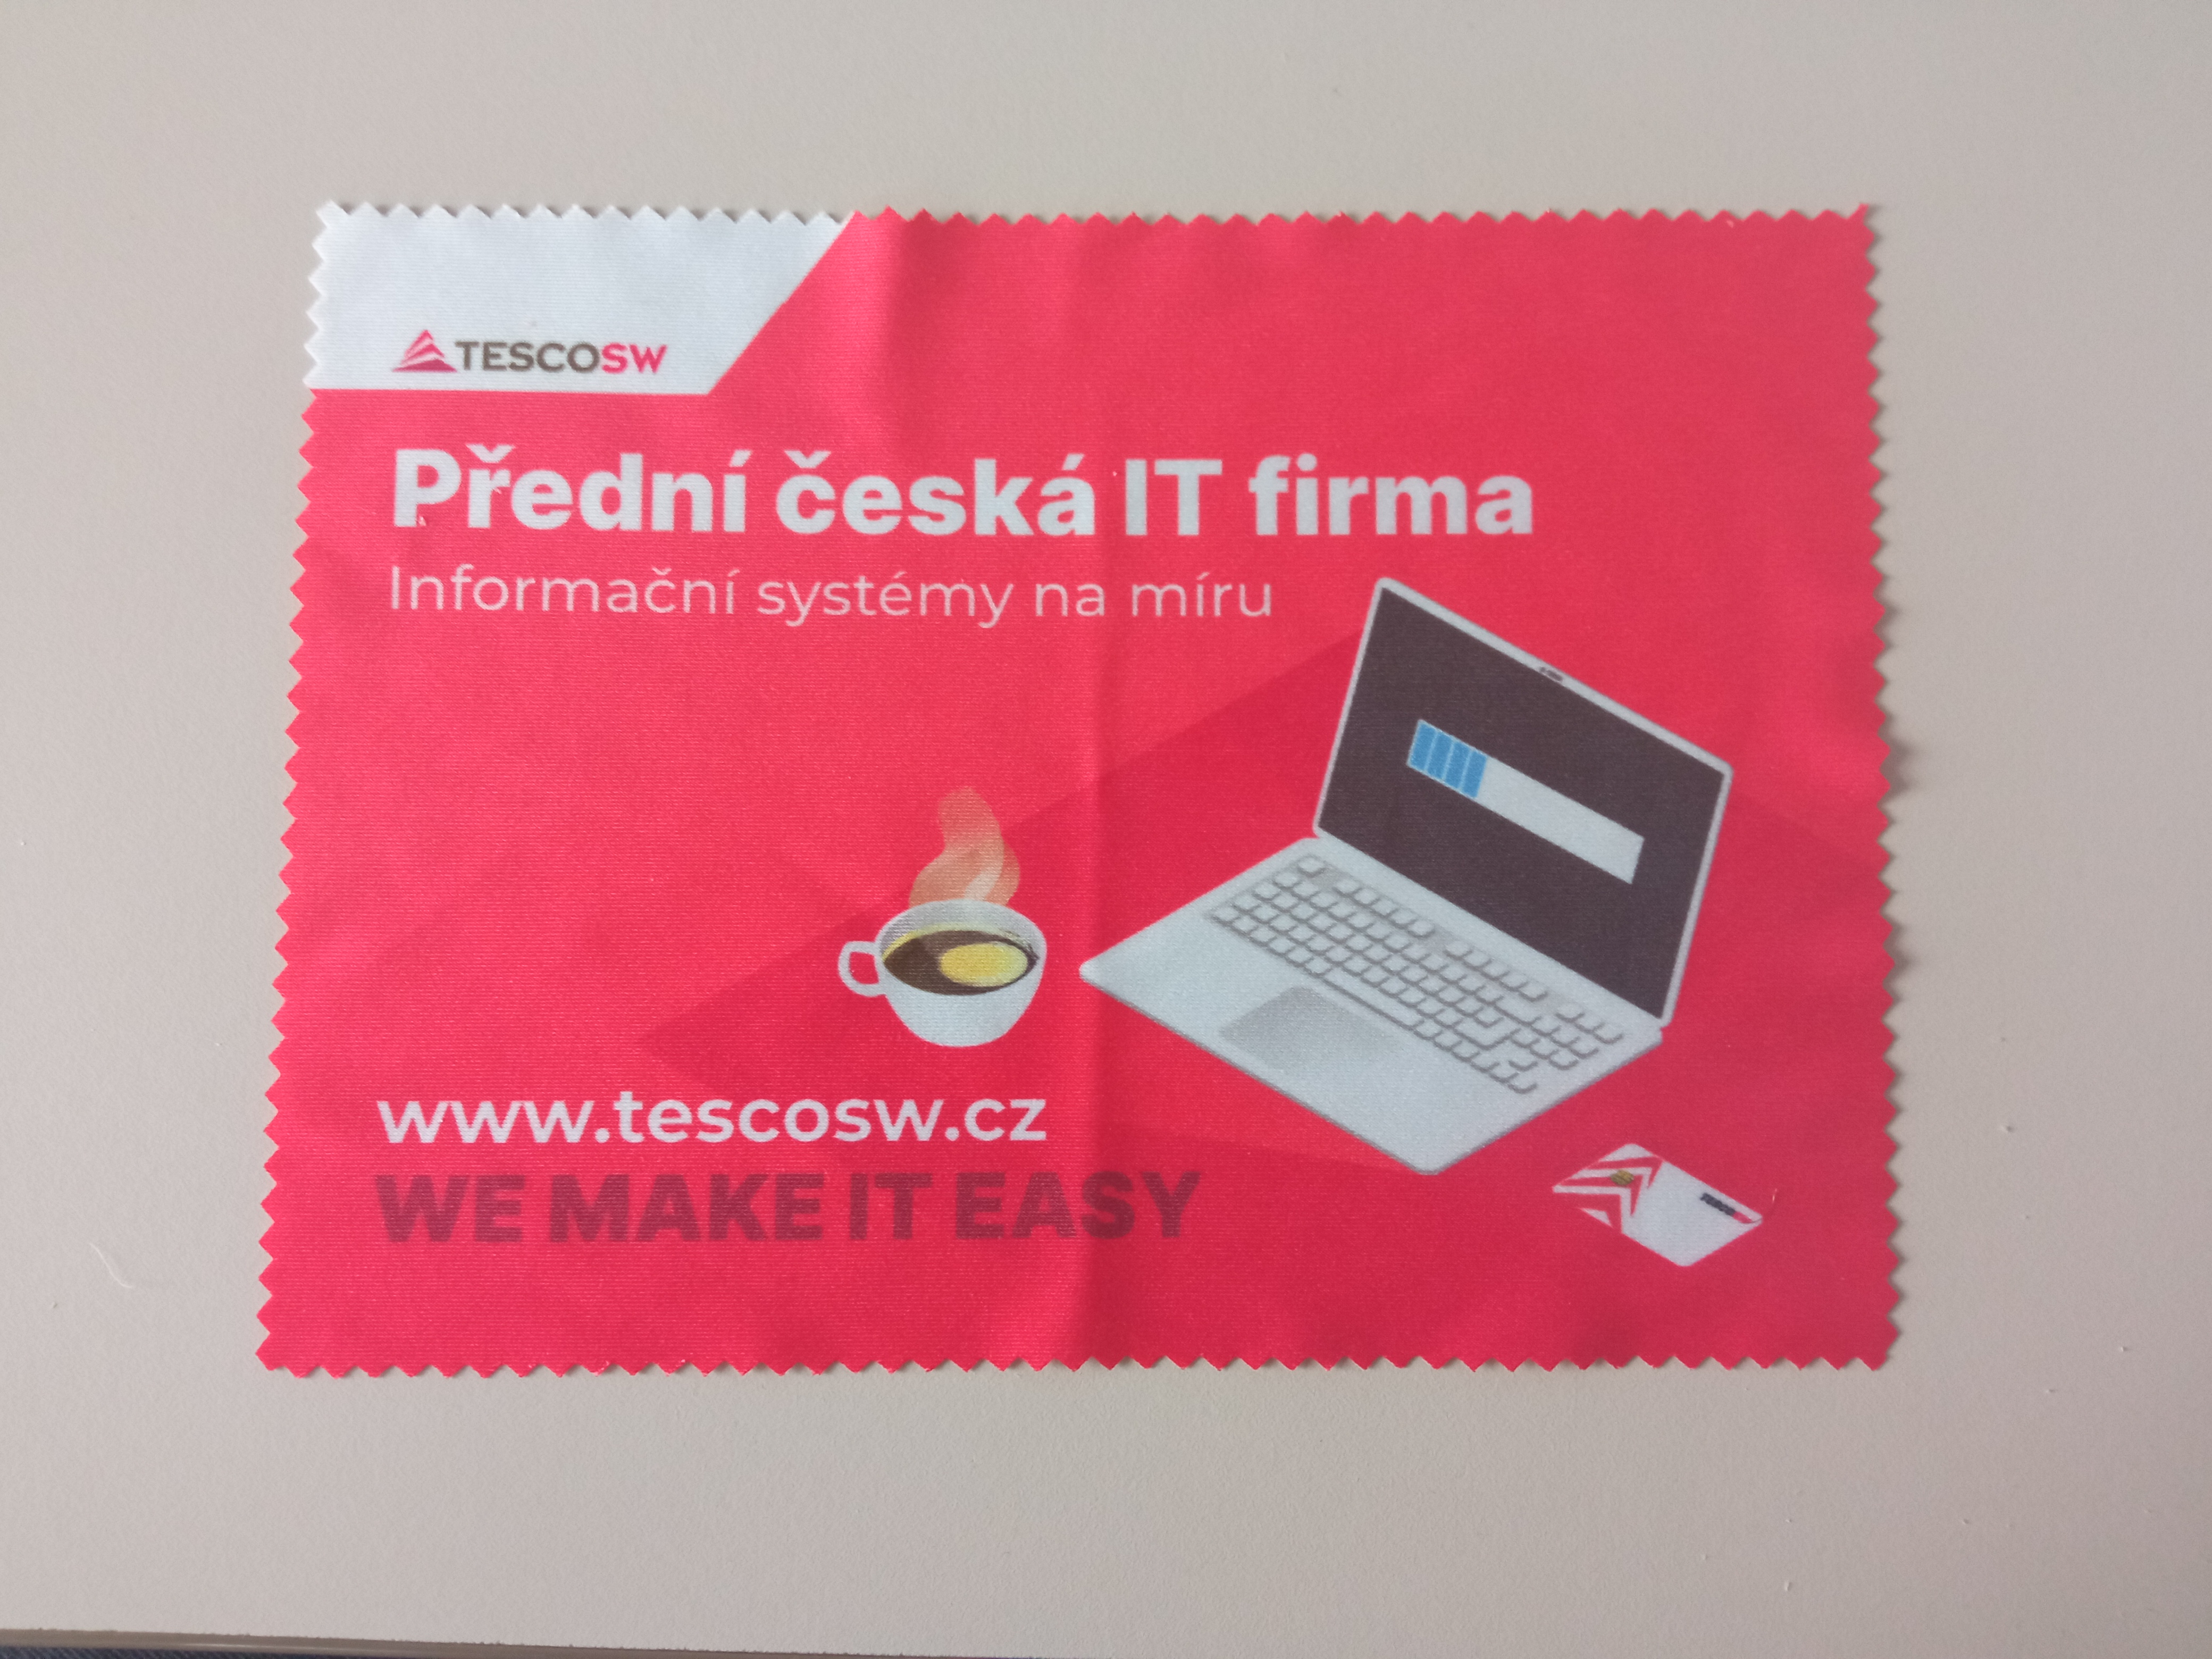 TESCOSW
Přední česká IT firma
Informační systémy na míru
www.tescosw.cz
WE MAKE IT EASY